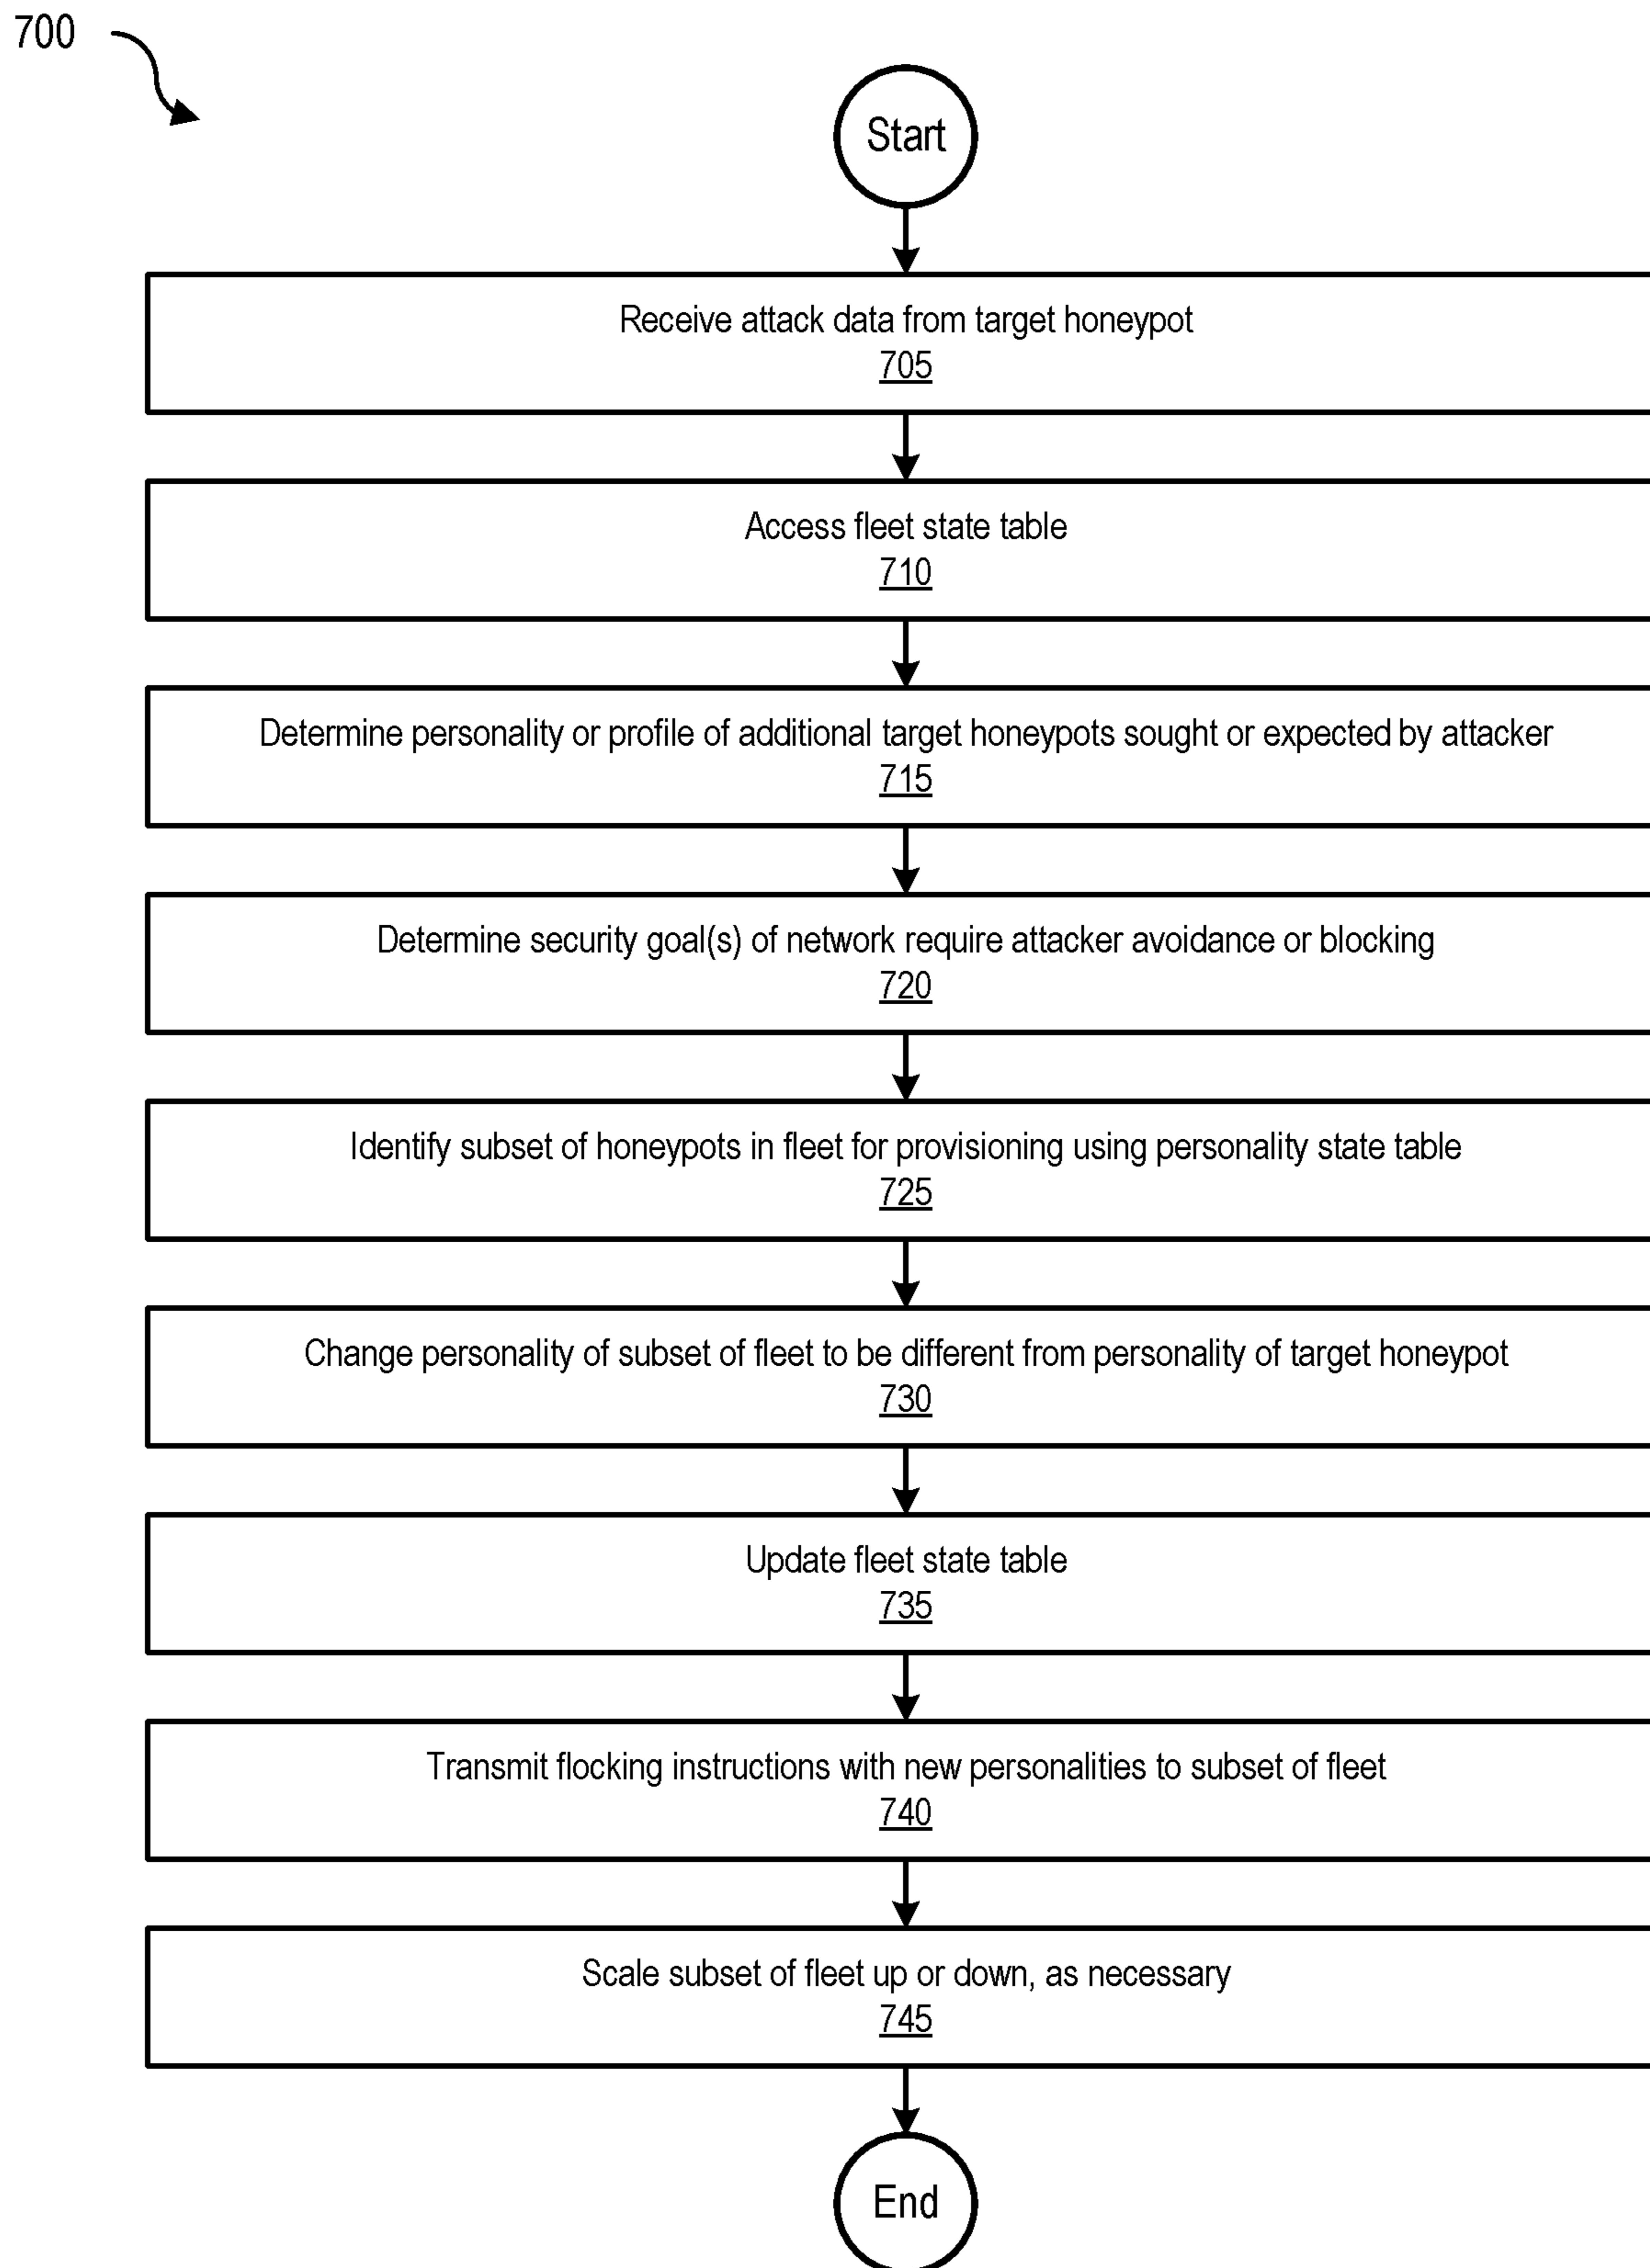 700
Start
Receive attack data from target honeypot
705
Access fleet state table
710
Determine personality or profile of additional target honeypots sought or expected by attacker
715
Determine security goal(s) of network require attacker avoidance or blocking
720
Identify subset of honeypots in fleet for provisioning using personality state table
725
Change personality of subset of fleet to be different from personality of target honeypot
730
Update fleet state table
735
Transmit flocking instructions with new personalities to subset of fleet
740
Scale subset of fleet up or down, as necessary
745
End